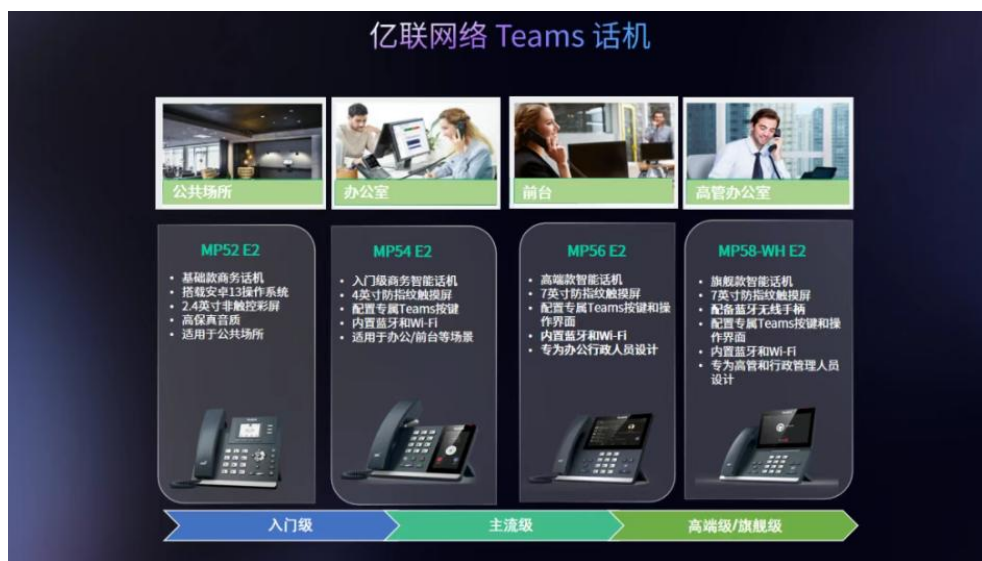 亿联网络 Teams 话机
公共场所
办公室
前台
高管办公室
MP52 E2
• 基础款商务话机
• 搭载安卓13操作系统
• 2.4英寸非触控彩屏
• 高保真音质
• 适用于公共场所
MP54 E2
• 入门级商务智能话机
• 4英寸防指纹触摸屏
• 配置专属Teams按键
• 内置蓝牙和Wi-Fi
• 适用于办公/前台等场景
MP56 E2
• 高端款智能话机
• 7英寸防指纹触摸屏
• 配置专属Teams按键和操
作界面
• 内置蓝牙和Wi-Fi
• 专为办公行政人员设计
MP58-WH E2
• 旗舰款智能话机
• 7英寸防指纹触摸屏
• 配备蓝牙无线手柄
• 配置专属Teams按键和操
作界面
• 内置蓝牙和Wi-Fi
• 专为高管和行政管理人员
设计
入门级
主流级
高端级/旗舰级